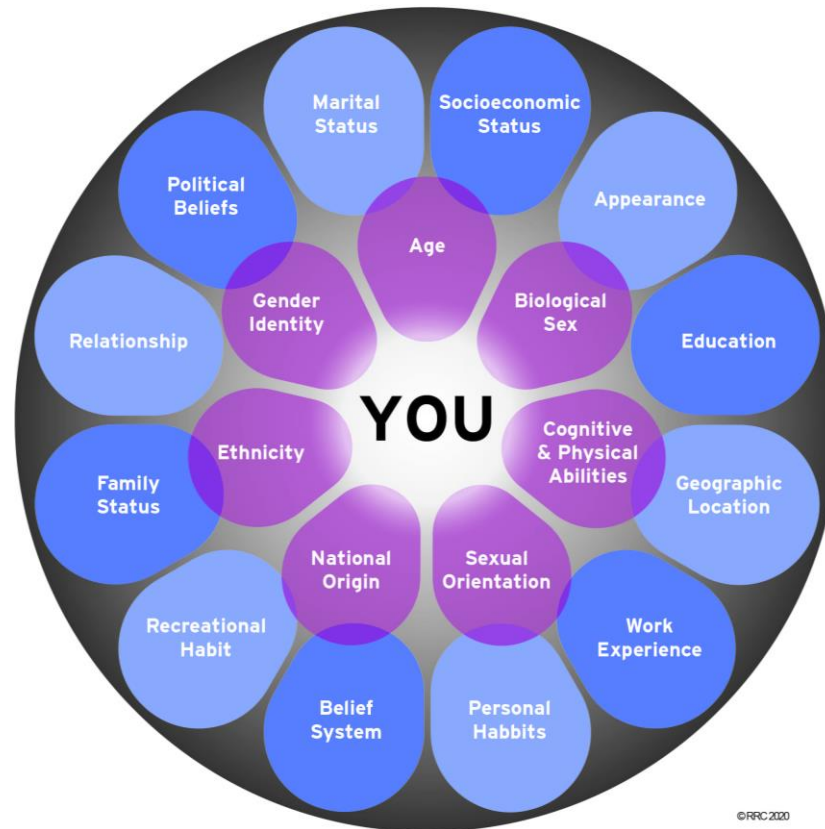 Marital
Status
Socioeconomic
Status
Political
Beliefs
Appearance
Age
Gender
Identity
Biological
Sex
Relationship
Education
YOU
Ethnicity
Cognitive
& Physical
Abilities
Family
Status
Geographic
Location
National
Origin
Sexual
Orientation
Recreational
Habit
Work
Experience
Belief
System
Personal
Habbits
©RRC 2020